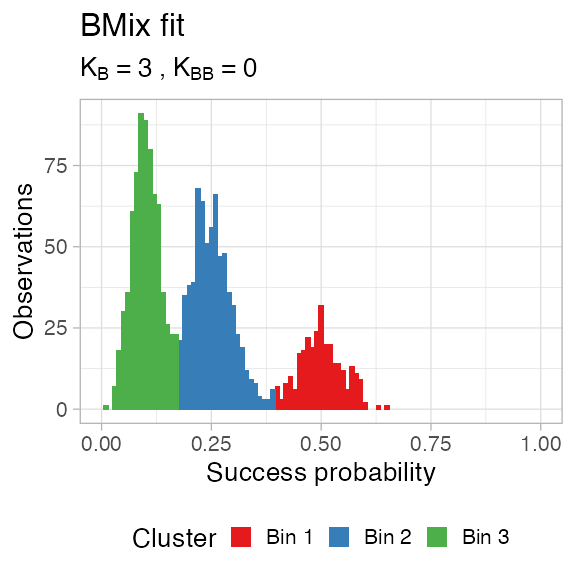 BMix fit
K_B = 3 , K_BB = 0
Observations
75
50
25
0
0.00 0.25 0.50 0.75 1.00
Success probability
Cluster Bin 1 Bin 2 Bin 3